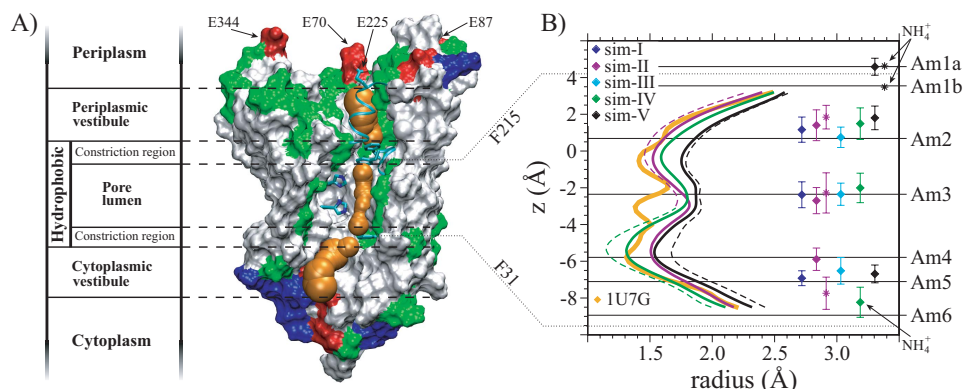 A)
E344
E70
E225
E87
Periplasm
Periplasmic
vestibule
Hydrophobic
Constriction region
Pore
lumen
Constriction region
Cytoplasmic
vestibule
Cytoplasm
F215
F31
B)
z (Å)
4
2
0
-2
-4
-6
-8
sim-I
sim-II
sim-III
sim-IV
sim-V
1U7G
NH4+
Am1a
Am1b
Am2
Am3
Am4
Am5
Am6
NH4+
1.5
2.0
2.5
3.0
radius (Å)